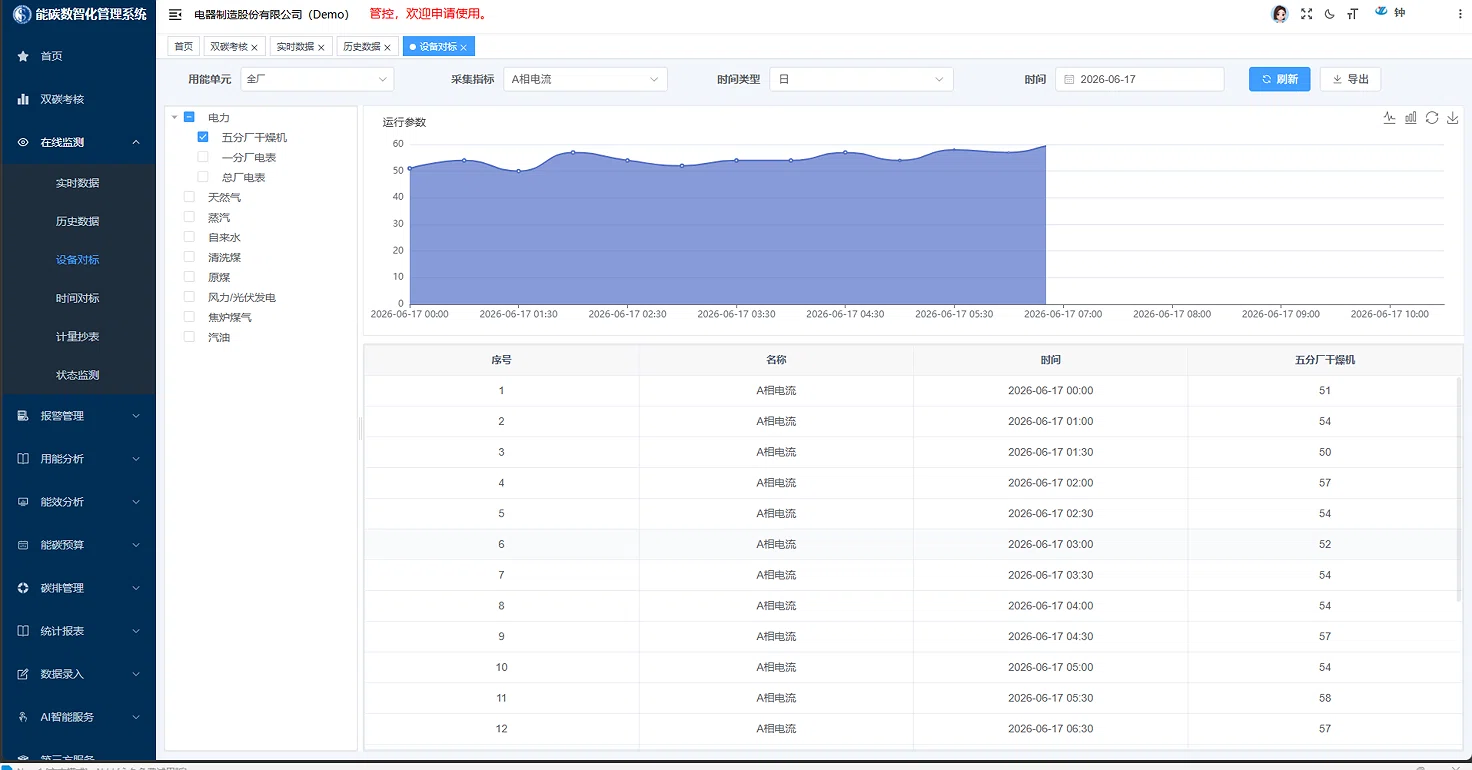 能碳数智化管理系统
电器制造股份有限公司（Demo）
管控，欢迎申请使用。
钟
首页
双碳考核
在线监测
实时数据
历史数据
设备对标
时间对标
计量抄表
状态监测
报警管理
用能分析
能效分析
能碳预算
碳排管理
统计报表
数据录入
AI智能服务
第三方服务
首页 双碳考核 实时数据 历史数据 设备对标
用能单元 全厂 采集指标 A相电流 时间类型 日 时间 2026-06-17 刷新 导出
电力
五分厂干燥机
一分厂电表
总厂电表
天然气
蒸汽
自来水
清洗煤
原煤
风力/光伏发电
焦炉煤气
汽油
运行参数
60
50
40
30
20
10
0
2026-06-17 00:00 2026-06-17 01:30 2026-06-17 02:30 2026-06-17 03:30 2026-06-17 04:30 2026-06-17 05:30 2026-06-17 07:00 2026-06-17 08:00 2026-06-17 09:00 2026-06-17 10:00
序号 名称 时间 五分厂干燥机
1 A相电流 2026-06-17 00:00 51
2 A相电流 2026-06-17 01:00 54
3 A相电流 2026-06-17 01:30 50
4 A相电流 2026-06-17 02:00 57
5 A相电流 2026-06-17 02:30 54
6 A相电流 2026-06-17 03:00 52
7 A相电流 2026-06-17 03:30 54
8 A相电流 2026-06-17 04:00 54
9 A相电流 2026-06-17 04:30 57
10 A相电流 2026-06-17 05:00 54
11 A相电流 2026-06-17 05:30 58
12 A相电流 2026-06-17 06:30 57